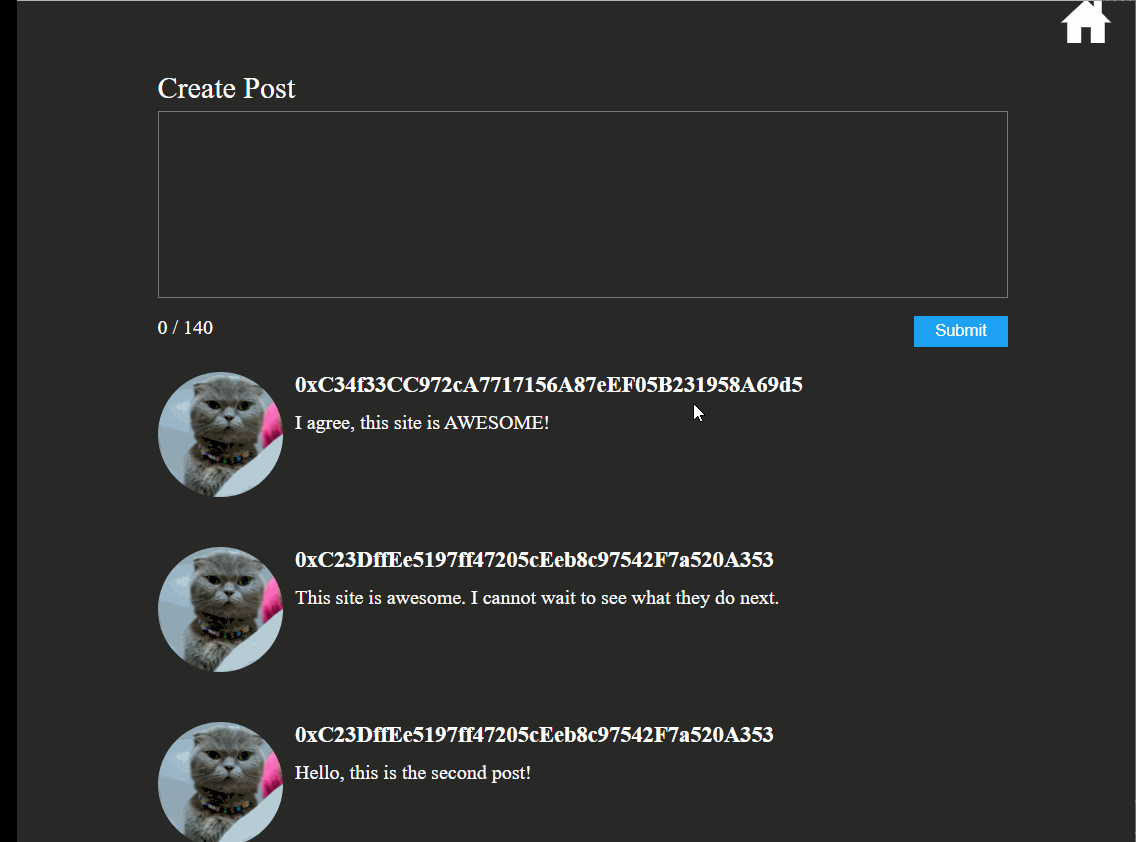 Create Post
0 / 140
Submit
0xC34f33CC972cA7717156A87eEF05B231958A69d5
I agree, this site is AWESOME!
0xC23DffEe5197ff47205cEeb8c97542F7a520A353
This site is awesome. I cannot wait to see what they do next.
0xC23DffEe5197ff47205cEeb8c97542F7a520A353
Hello, this is the second post!